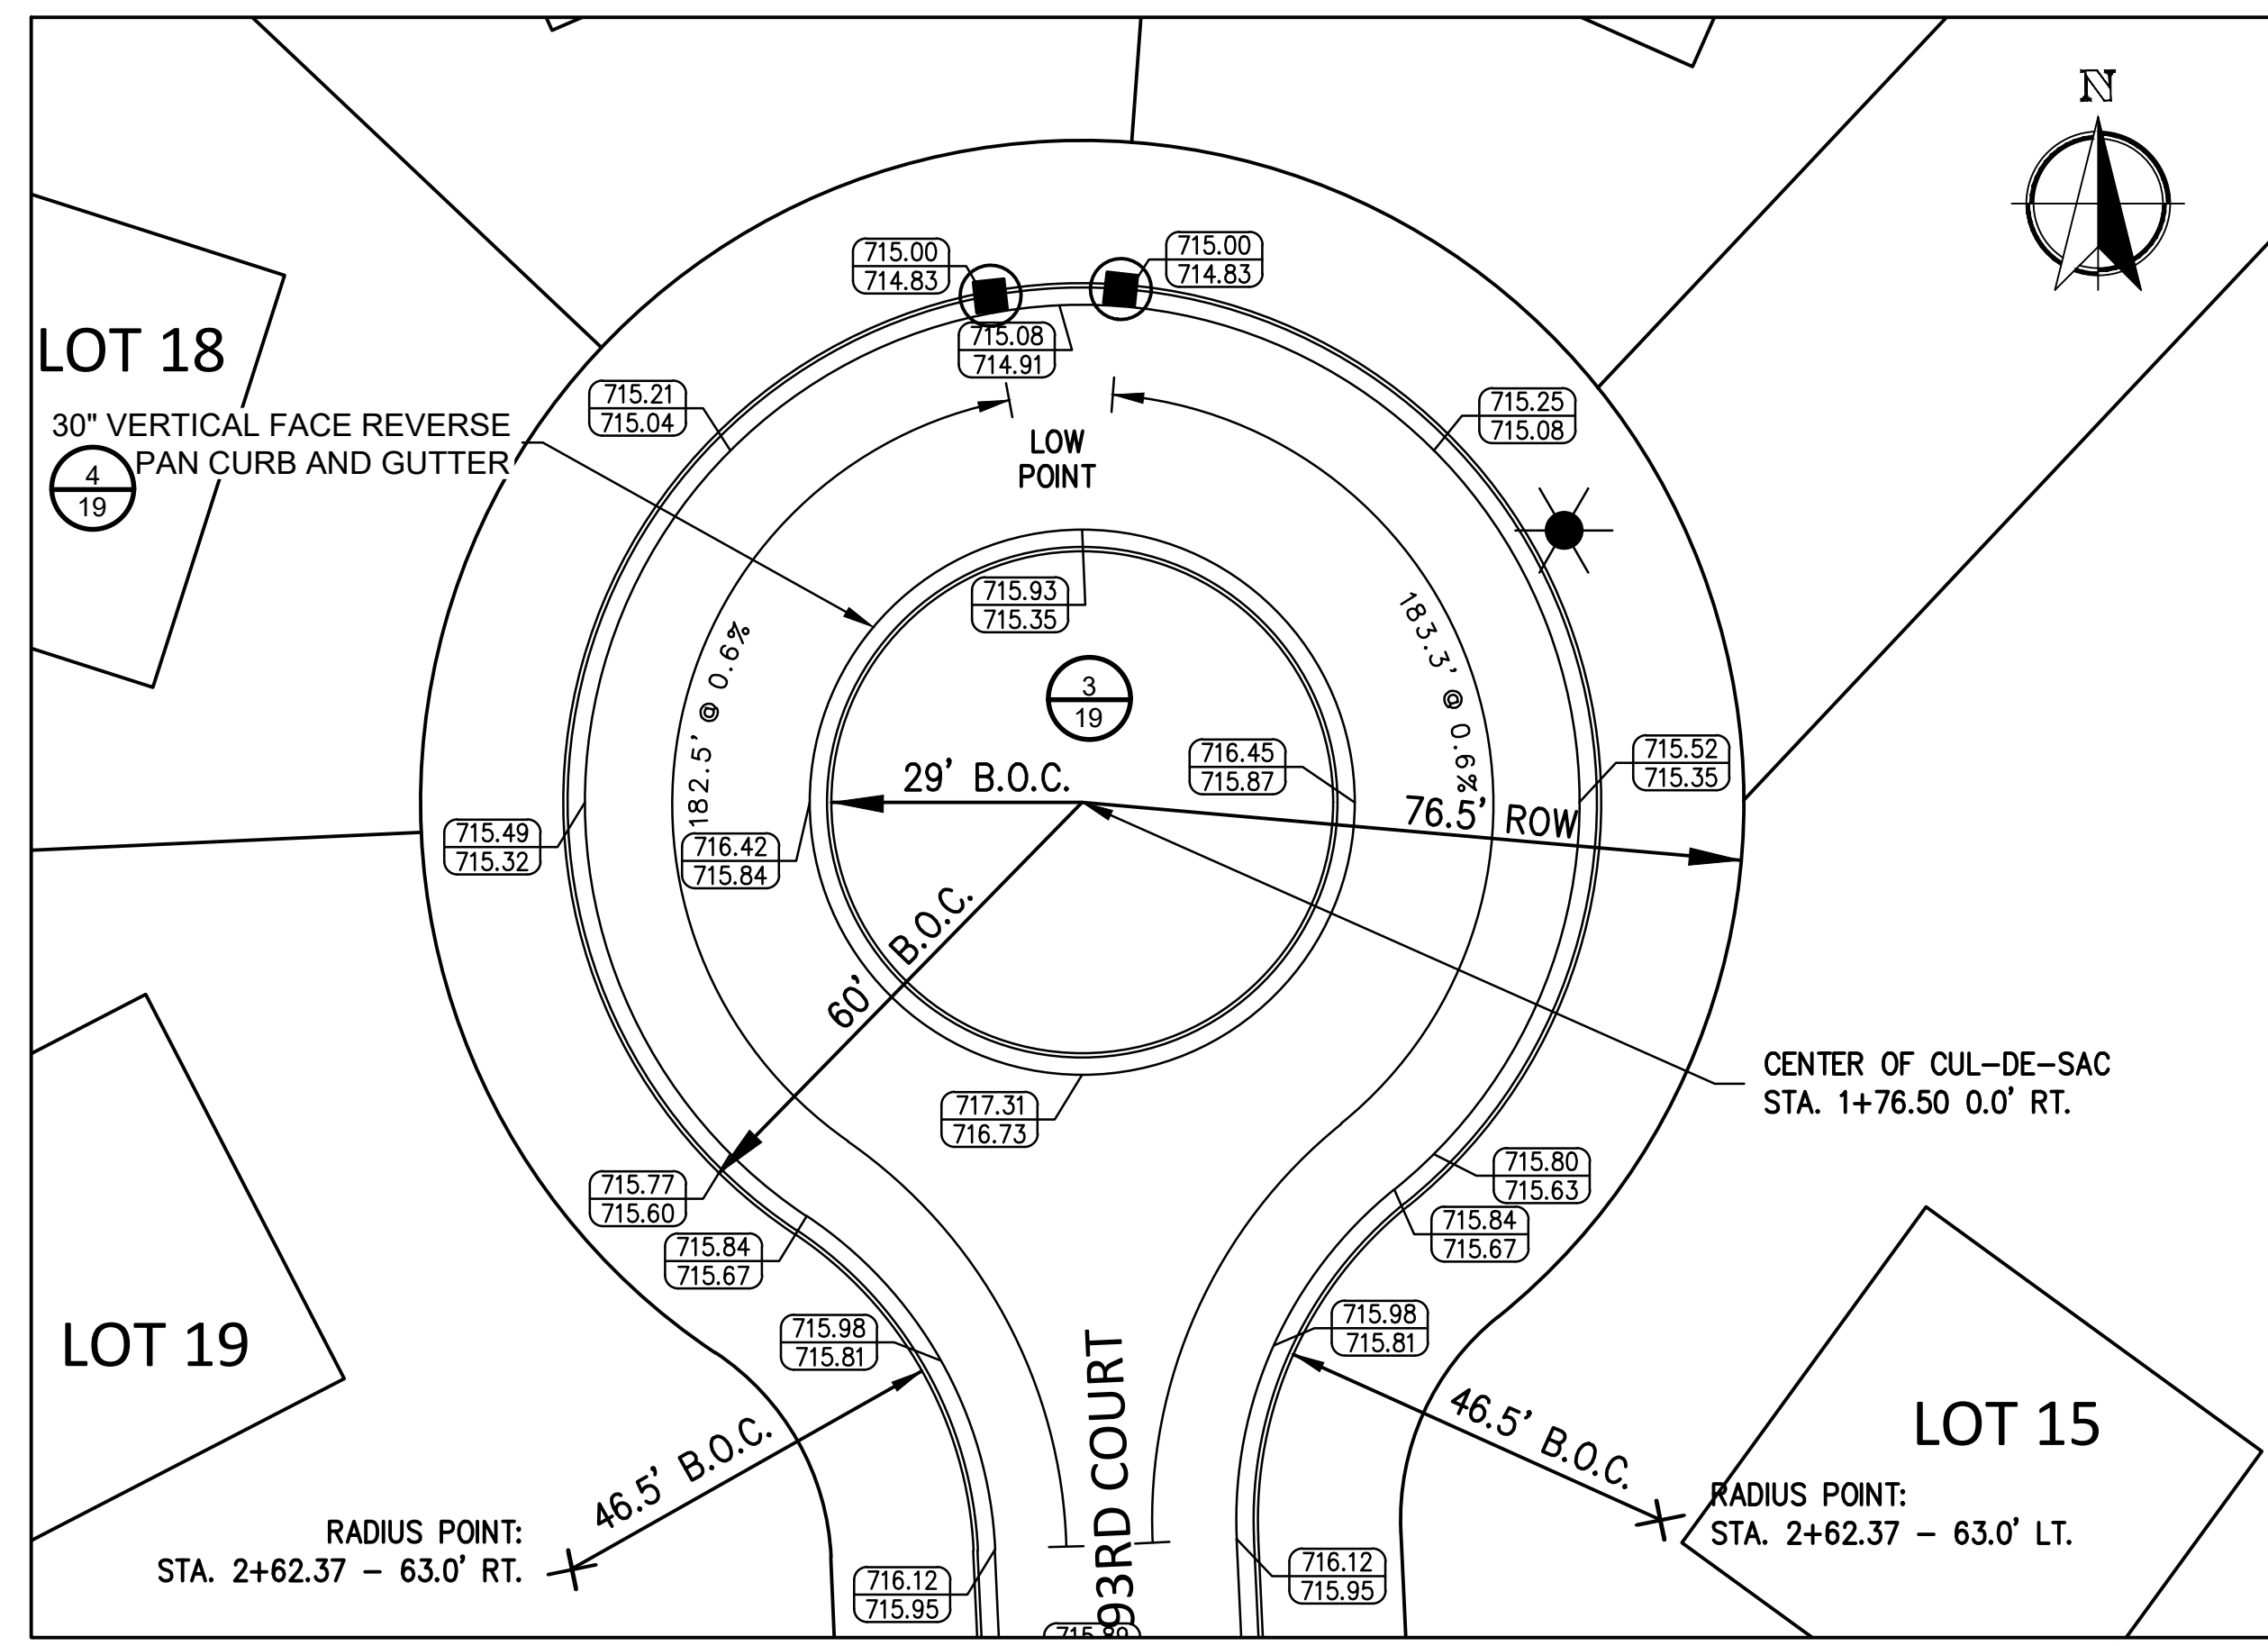 N
715.00
714.83
715.00
714.83
715.08
714.91
LOT 18
715.21
715.04
715.25
715.08
30" VERTICAL FACE REVERSE
PAN CURB AND GUTTER
4
19
LOW
POINT
715.93
715.35
182.5' @ 0.6%
183.3' @ 0.6%
3
19
716.45
715.87
715.52
715.35
29' B.O.C.
76.5' ROW
715.49
715.32
716.42
715.84
60' B.O.C.
CENTER OF CUL-DE-SAC
STA. 1+76.50 0.0' RT.
717.31
716.73
715.77
715.60
715.80
715.63
715.84
715.67
715.84
715.67
LOT 19
715.98
715.81
715.98
715.81
93RD COURT
46.5' B.O.C.
46.5' B.O.C.
LOT 15
RADIUS POINT:
STA. 2+62.37 - 63.0' RT.
RADIUS POINT:
STA. 2+62.37 - 63.0' LT.
716.12
715.95
716.12
715.95
715.89